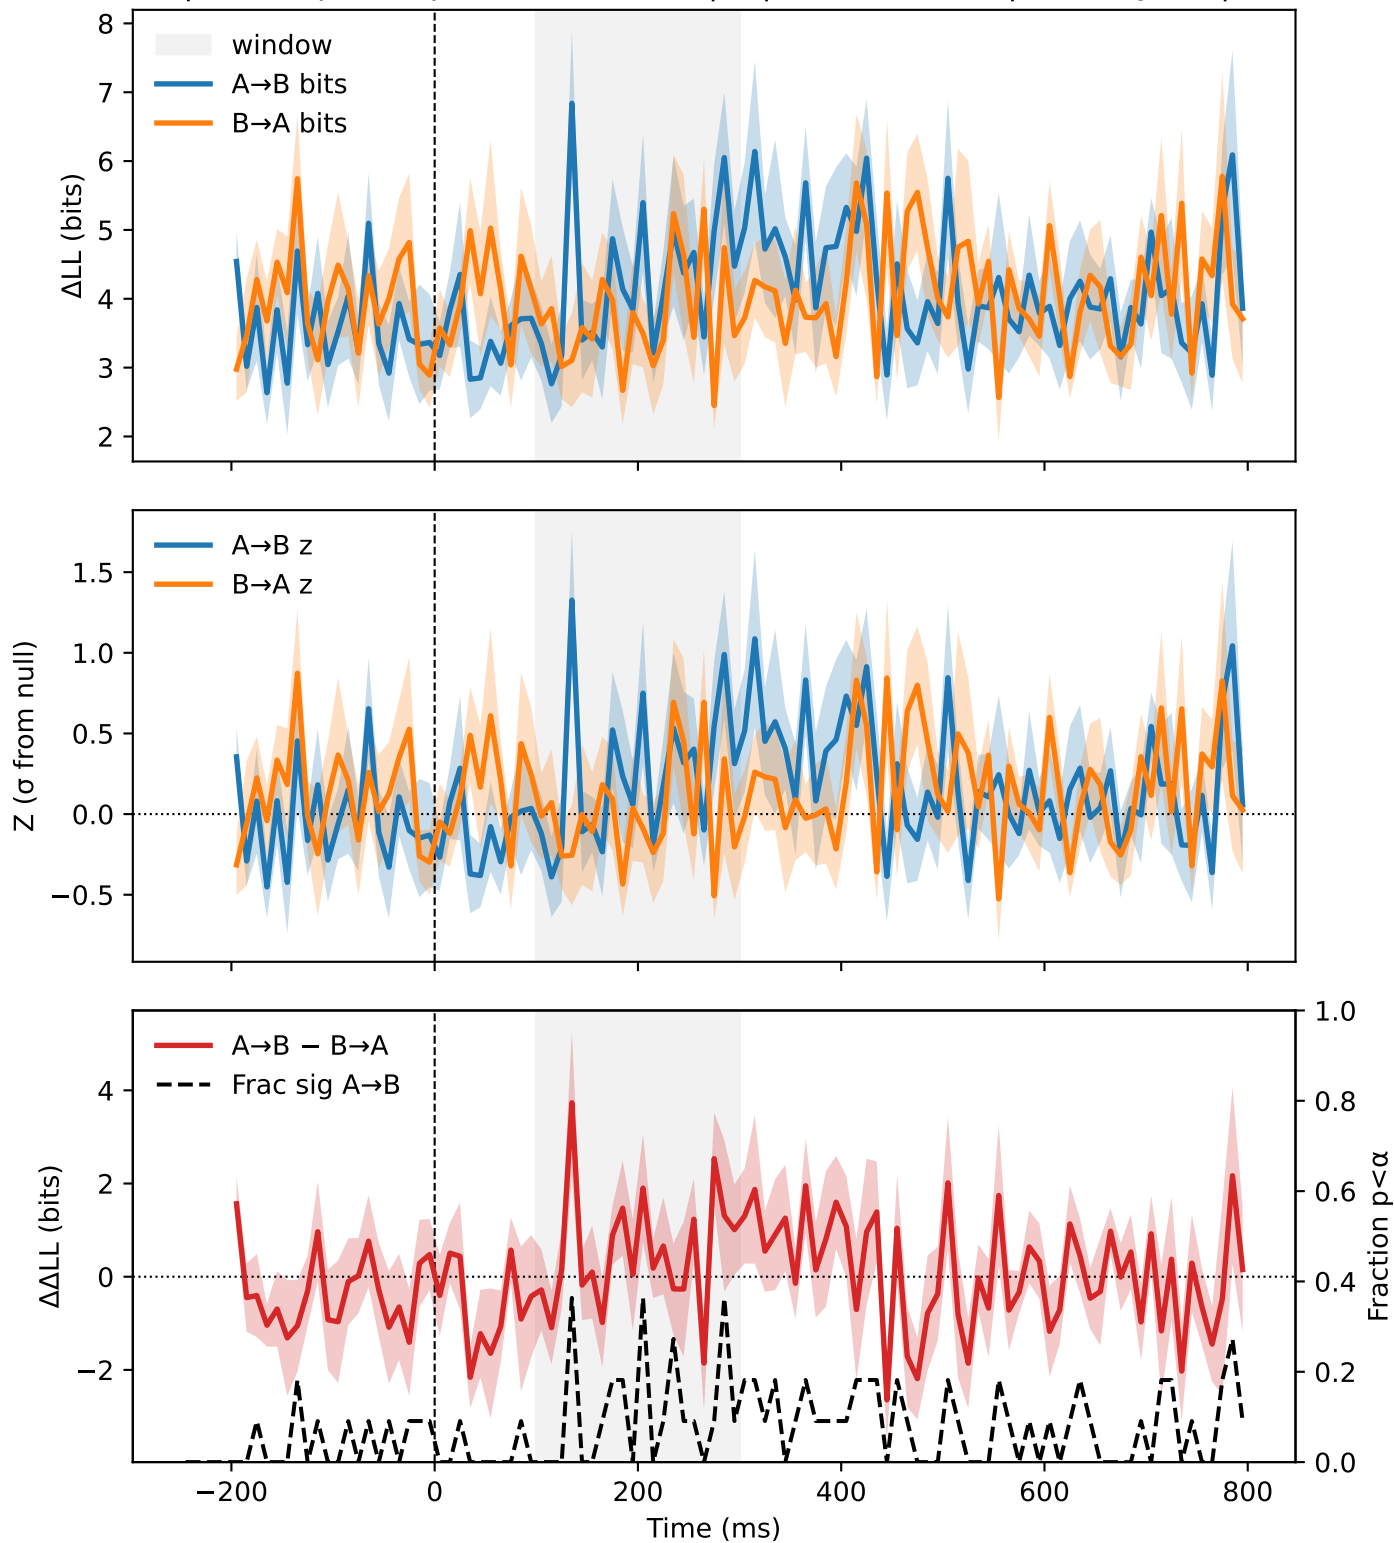 8
7
6
5
4
3
2
ΔLL (bits)
window
A→B bits
B→A bits
1.5
1.0
0.5
0.0
−0.5
Z (σ from null)
A→B z
B→A z
4
2
0
−2
ΔΔLL (bits)
A→B − B→A
Frac sig A→B
1.0
0.8
0.6
0.4
0.2
0.0
Fraction p<α
−200
0
200
400
600
800
Time (ms)